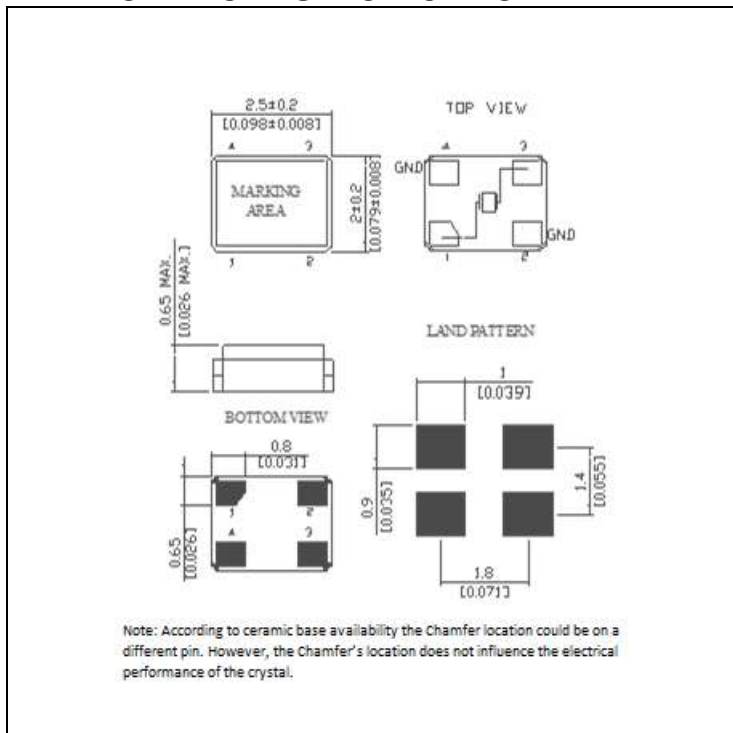 2.5±0.2
[0.098±0.008]
TOP VIEW
4 3
4 3
GND
MARKING
AREA
2±0.2
[0.079±0.008]
GND
1 2
1 2
0.65 MAX.
[0.026 MAX.]
LAND PATTERN
1
[0.039]
BOTTOM VIEW
0.8
[0.031]
1 2
4 3
0.65
[0.026]
0.9
[0.035]
1.4
[0.055]
1.8
[0.071]
Note: According to ceramic base availability the Chamfer location could be on a
different pin. However, the Chamfer's location does not influence the electrical
performance of the crystal.